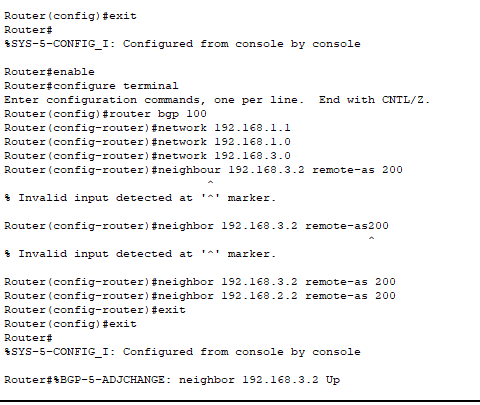 Router(config)#exit
Router#
%SYS-5-CONFIG_I: Configured from console by console
Router#enable
Router#configure terminal
Enter configuration commands, one per line.  End with CNTL/Z.
Router(config)#router bgp 100
Router(config-router)#network 192.168.1.1
Router(config-router)#network 192.168.1.0
Router(config-router)#network 192.168.3.0
Router(config-router)#neighbour 192.168.3.2 remote-as 200
^
% Invalid input detected at '^' marker.
Router(config-router)#neighbor 192.168.3.2 remote-as200
^
% Invalid input detected at '^' marker.
Router(config-router)#neighbor 192.168.3.2 remote-as 200
Router(config-router)#neighbor 192.168.2.2 remote-as 200
Router(config-router)#exit
Router(config)#exit
Router#
%SYS-5-CONFIG_I: Configured from console by console
Router#%BGP-5-ADJCHANGE: neighbor 192.168.3.2 Up